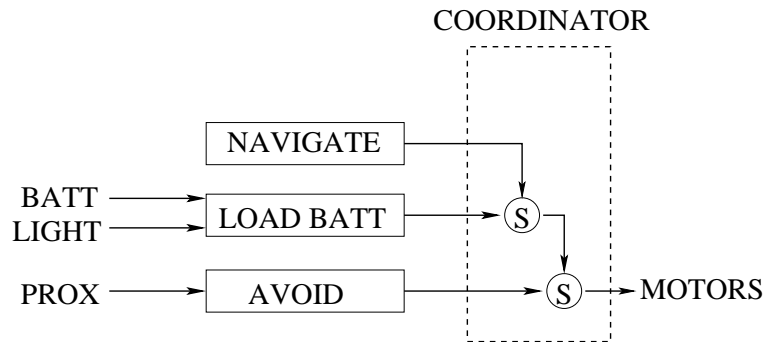 COORDINATOR
NAVIGATE
BATT
LOAD BATT
S
LIGHT
PROX
AVOID
S
MOTORS